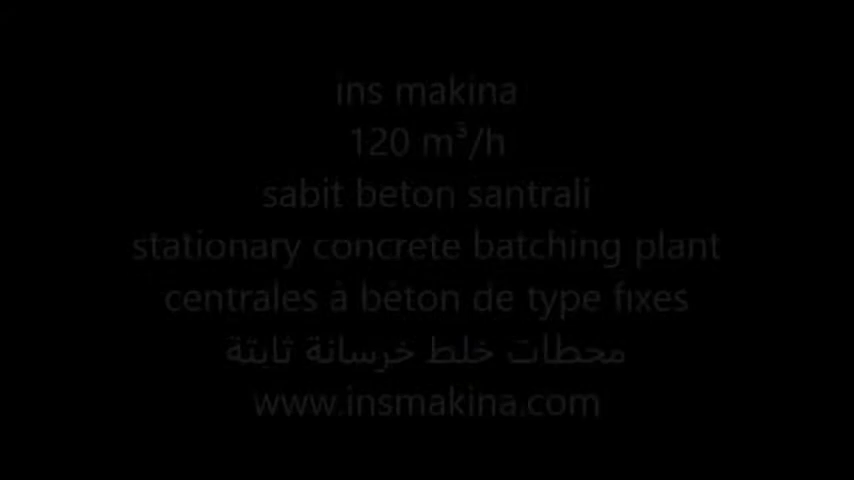 ins makina
120 m³/h
sabit beton santrali
stationary concrete batching plant
centrales à béton de type fixes
محطات خلط خرسانة ثابتة
www.insmakina.com